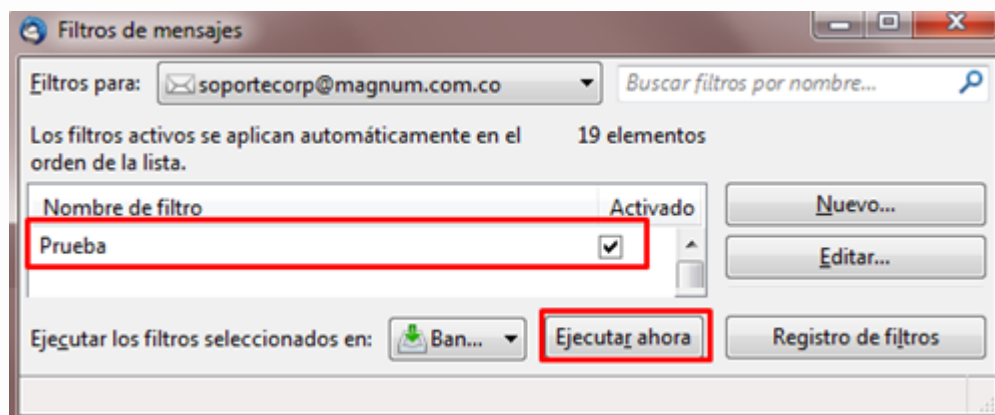 Filtros de mensajes
Filtros para: soportecorp@magnum.com.co Buscar filtros por nombre...
Los filtros activos se aplican automáticamente en el 19 elementos
orden de la lista.
Nombre de filtro Activado Nuevo...
Prueba Editar...
Ejecutar los filtros seleccionados en: Ban... Ejecutar ahora Registro de filtros